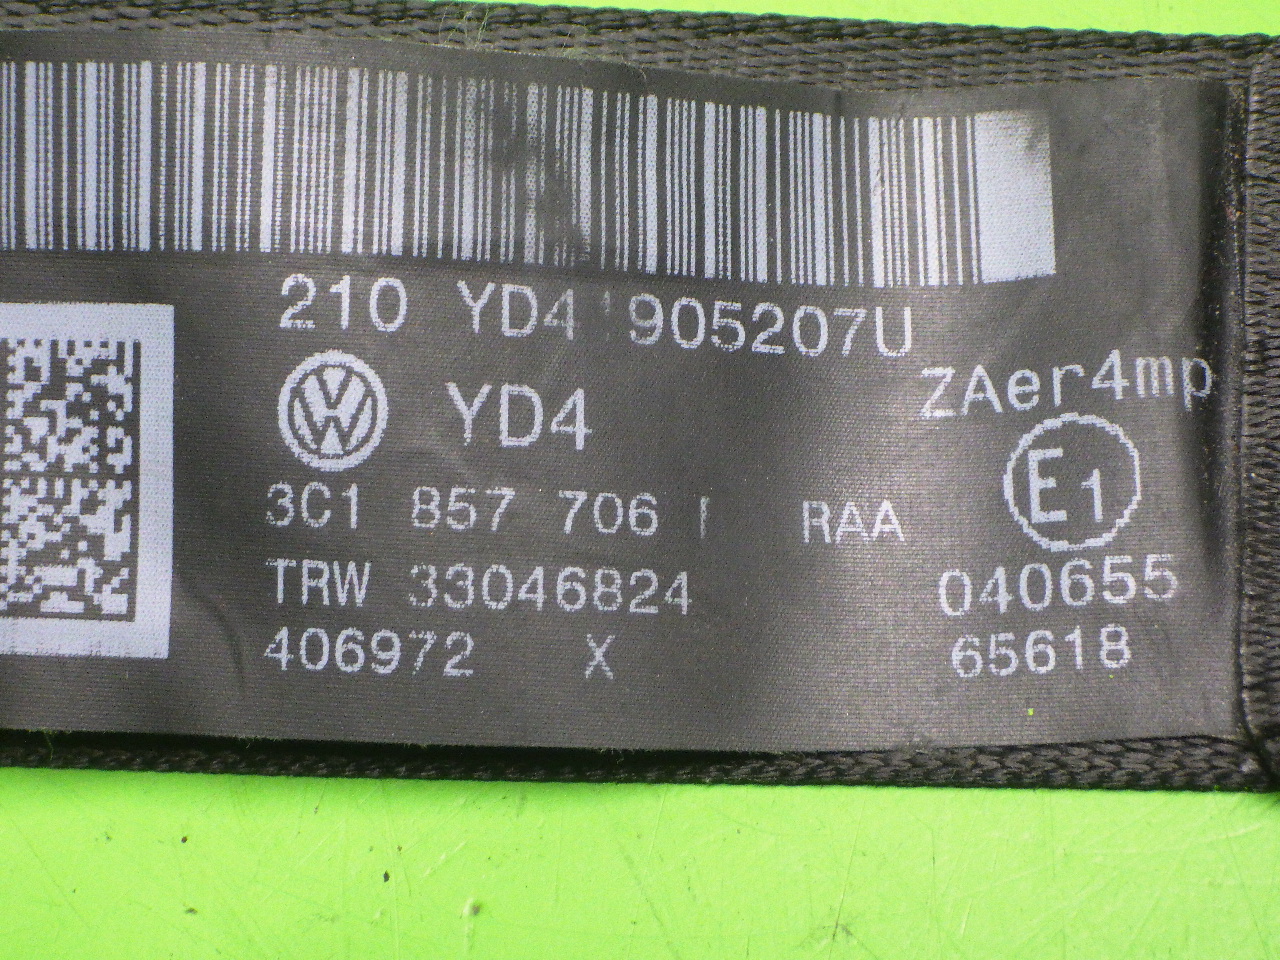 210 YD4 905207U
ZAer4mp
YD4
E1
3C1 857 706 I RAA
TRW 33046824 040655
406972 X 65618